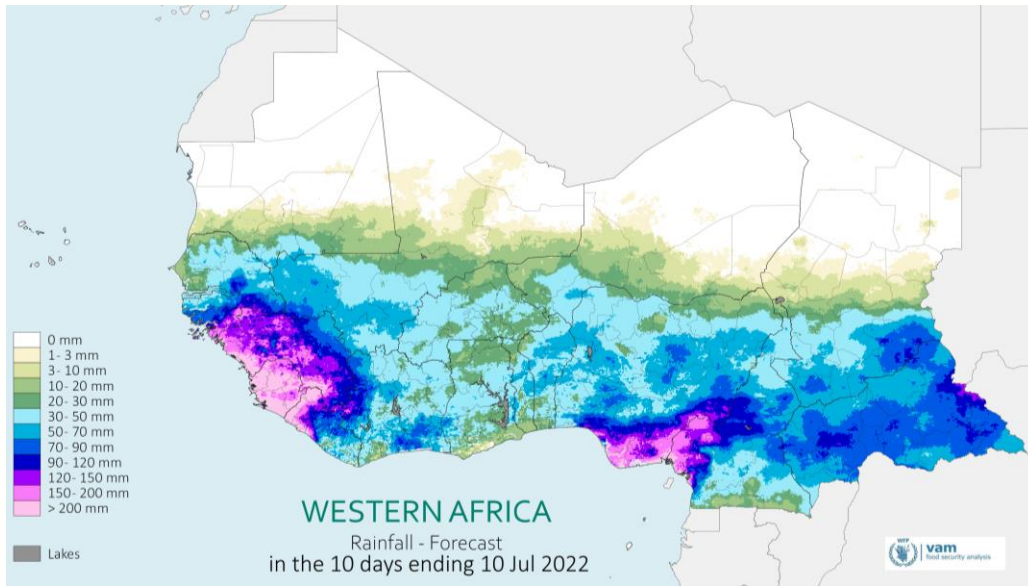 0 mm
1- 3 mm
3- 10 mm
10- 20 mm
20- 30 mm
30- 50 mm
50- 70 mm
70- 90 mm
90- 120 mm
120- 150 mm
150- 200 mm
> 200 mm
Lakes
WESTERN AFRICA
Rainfall - Forecast
in the 10 days ending 10 Jul 2022
WFP
vam
food security analysis